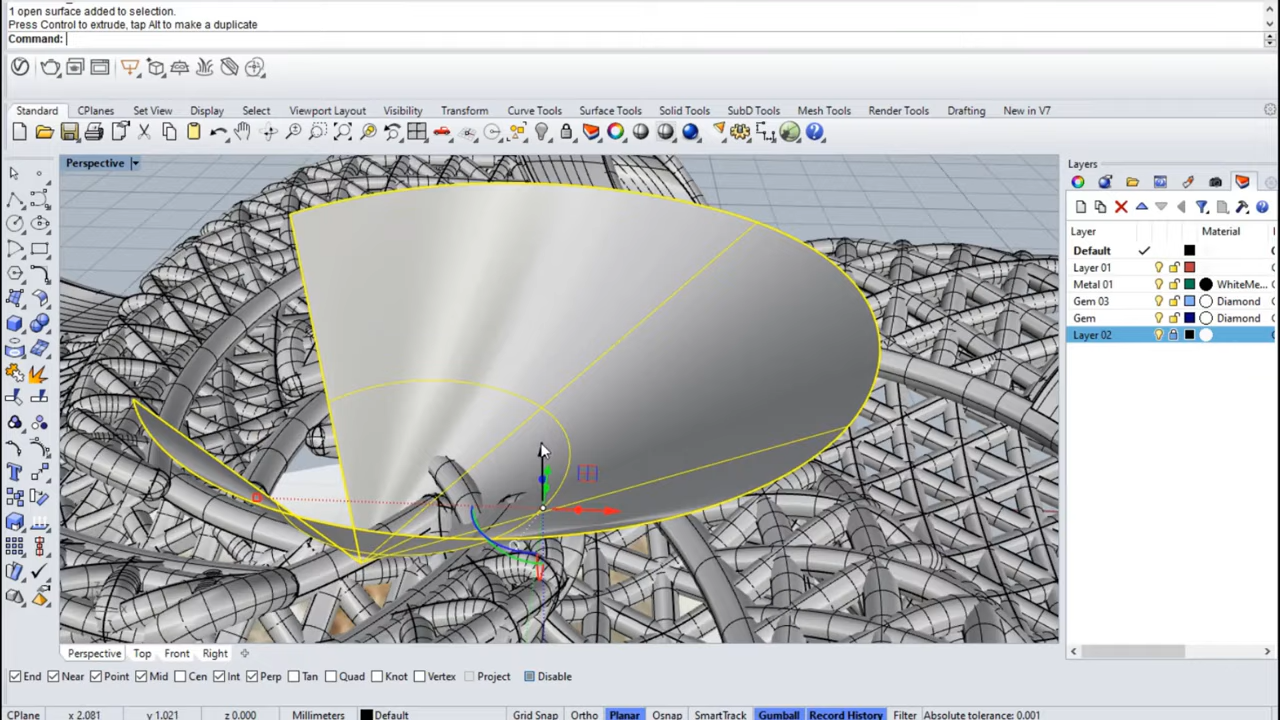 1 open surface added to selection.
Press Control to extrude, tap Alt to make a duplicate
Command:
Standard CPlanes Set View Display Select Viewport Layout Visibility Transform Curve Tools Surface Tools Solid Tools SubD Tools Mesh Tools Render Tools Drafting New in V7
Perspective
Layers
Layer Material
Default
Layer 01
Metal 01 WhiteMe...
Gem 03 Diamond
Gem Diamond
Layer 02
Perspective Top Front Right
End Near Point Mid Cen Int Perp Tan Quad Knot Vertex Project Disable
CPlane x 2.081 y 1.021 z 0.000 Millimeters Default Grid Snap Ortho Planar Osnap SmartTrack Gumball Record History Filter Absolute tolerance: 0.001